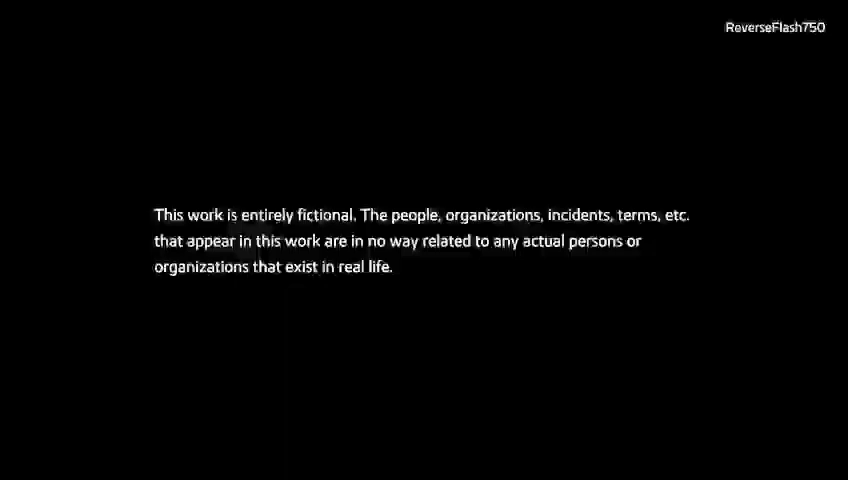 ReverseFlash750
This work is entirely fictional. The people, organizations, incidents, terms, etc.
that appear in this work are in no way related to any actual persons or
organizations that exist in real life.